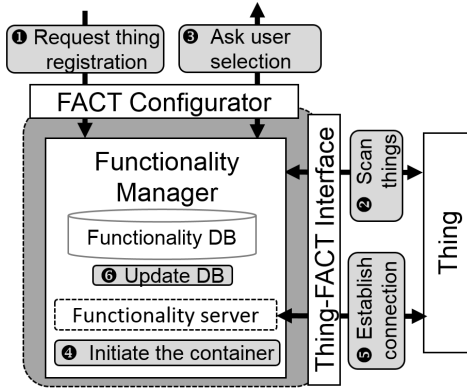 ❶ Request thing
registration
❸ Ask user
selection
FACT Configurator
Functionality
Manager
Functionality DB
❻ Update DB
Functionality server
❹ Initiate the container
Thing-FACT Interface
❷ Scan
things
❺ Establish
connection
Thing